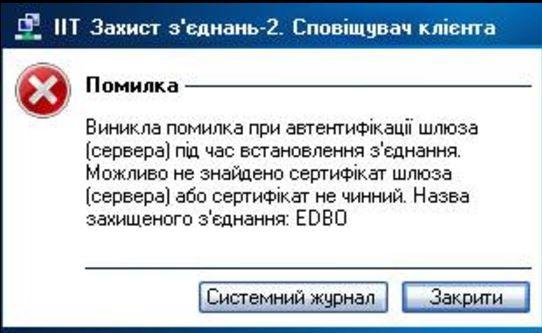 ІІТ Захист з'єднань-2. Сповіщувач клієнта
Помилка
Виникла помилка при автентифікації шлюза
(сервера) під час встановлення з'єднання.
Можливо не знайдено сертифікат шлюза
(сервера) або сертифікат не чинний. Назва
захищеного з'єднання: EDBO
Системний журнал
Закрити